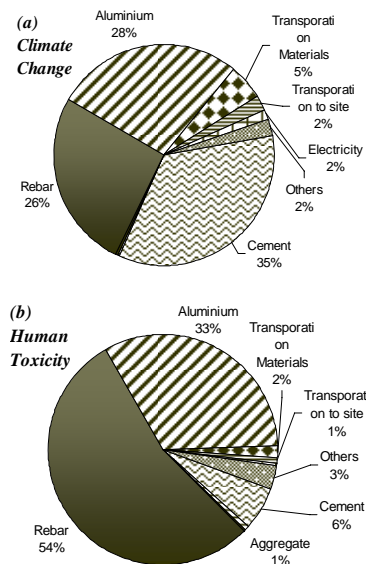 (a)
Climate
Change
Aluminium
28%
Transporati
on
Materials
5%
Transporati
on to site
2%
Electricity
2%
Others
2%
Cement
35%
Rebar
26%
(b)
Human
Toxicity
Aluminium
33%
Transporati
on
Materials
2%
Transporati
on to site
1%
Others
3%
Cement
6%
Aggregate
1%
Rebar
54%